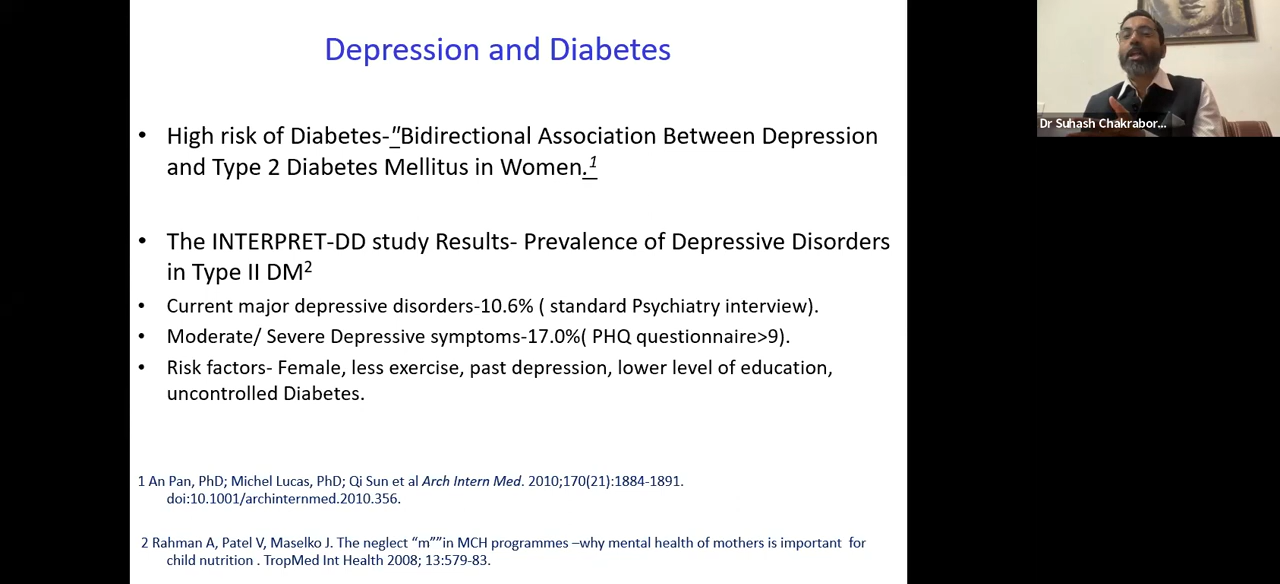 Depression and Diabetes
• High risk of Diabetes-"Bidirectional Association Between Depression
and Type 2 Diabetes Mellitus in Women.1
• The INTERPRET-DD study Results- Prevalence of Depressive Disorders
in Type II DM2
• Current major depressive disorders-10.6% ( standard Psychiatry interview).
• Moderate/ Severe Depressive symptoms-17.0%( PHQ questionnaire>9).
• Risk factors- Female, less exercise, past depression, lower level of education,
uncontrolled Diabetes.
1 An Pan, PhD; Michel Lucas, PhD; Qi Sun et al Arch Intern Med. 2010;170(21):1884-1891.
doi:10.1001/archinternmed.2010.356.
2 Rahman A, Patel V, Maselko J. The neglect “m””in MCH programmes –why mental health of mothers is important for
child nutrition . TropMed Int Health 2008; 13:579-83.
Dr Suhash Chakrabor...